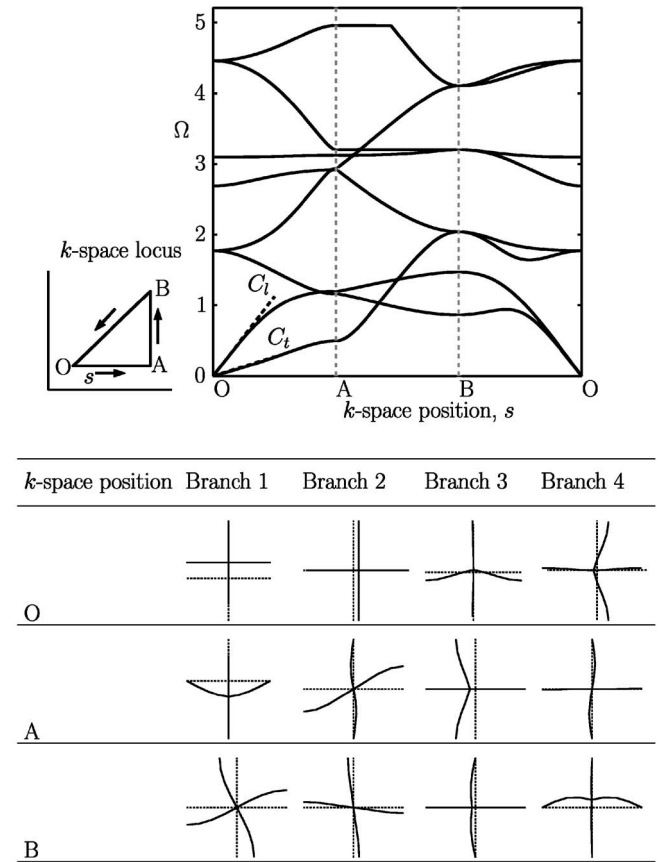 5
4
Ω
3
2
1
0
C_l
C_t
O
A
B
O
k-space position, s
k-space locus
B
O
A
s
k-space position Branch 1 Branch 2 Branch 3 Branch 4
O
A
B